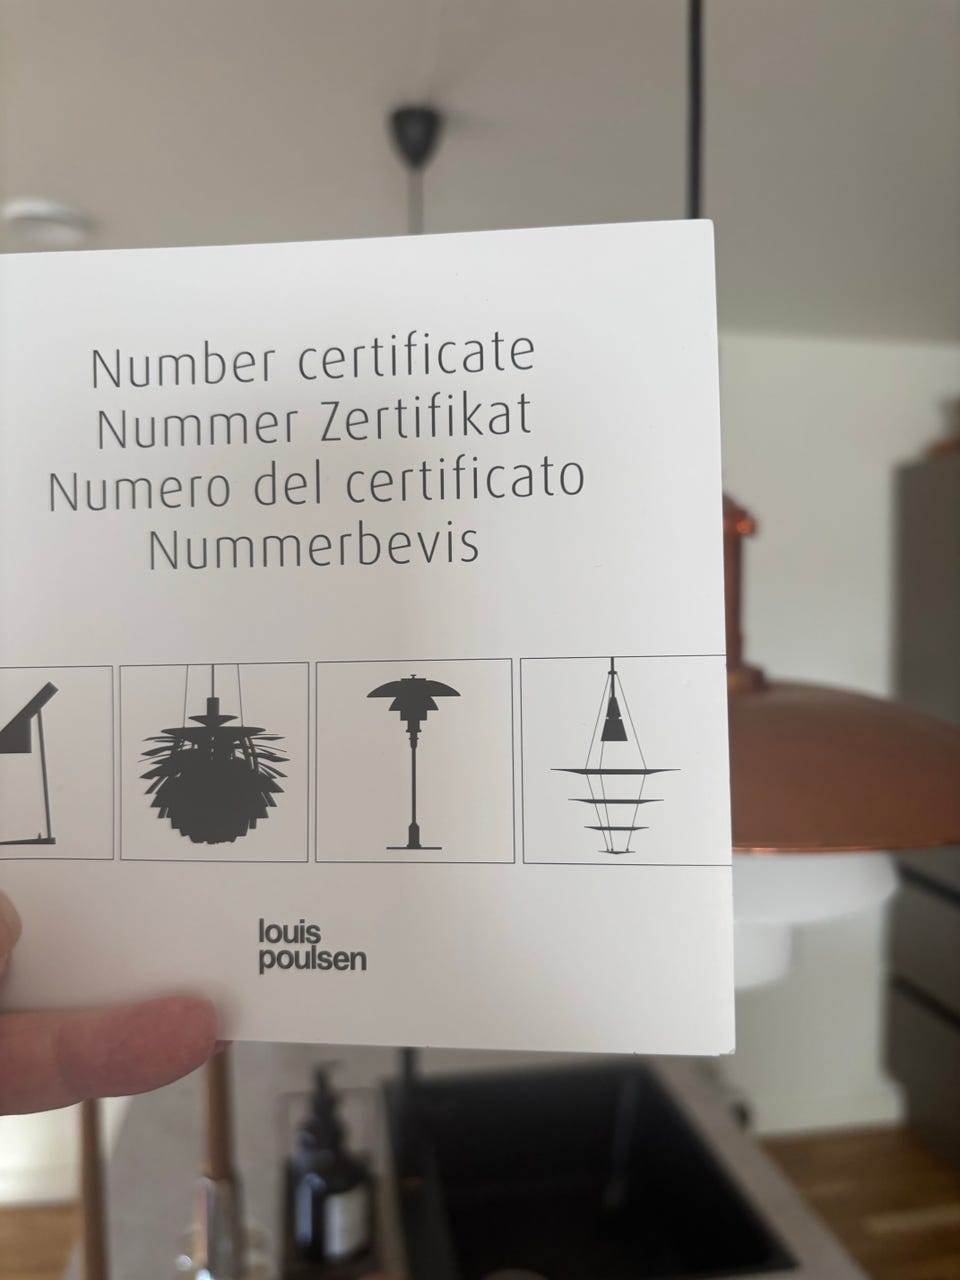 Number certificate
Nummer Zertifikat
Numero del certificato
Nummerbevis
louis
poulsen